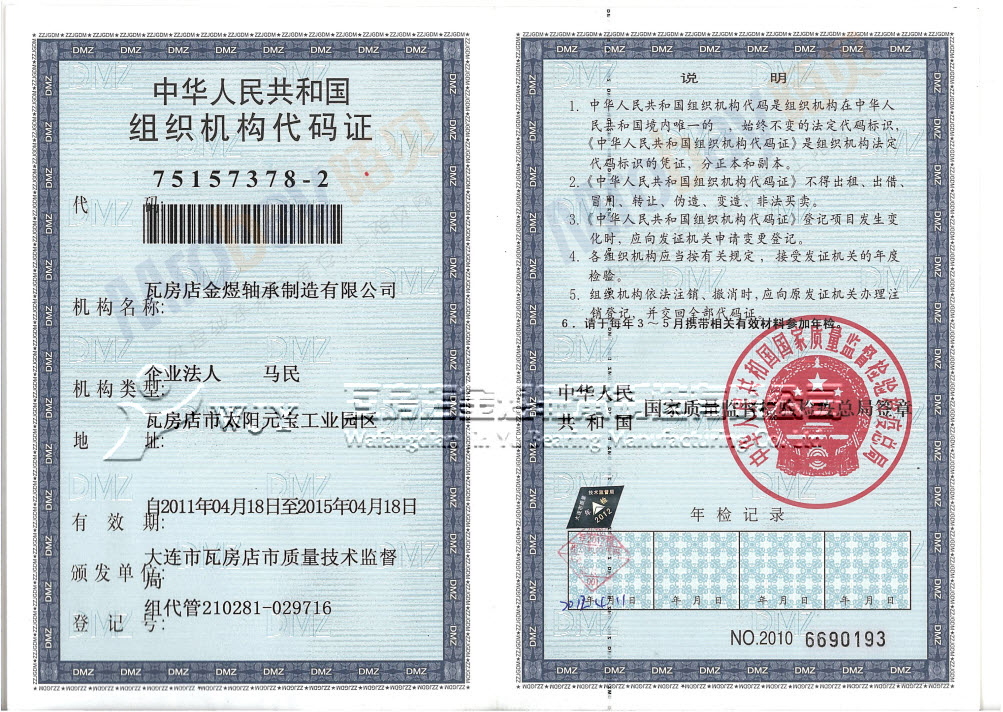 中华人民共和国
组织机构代码证
75157378-2
代 码:
机构名称: 瓦房店金煜轴承制造有限公司
机构类型: 企业法人 马民
地 址: 瓦房店市太阳元宝工业园区
有 效 期: 自2011年04月18日至2015年04月18日
颁发单位: 大连市瓦房店市质量技术监督
局
登 记 号: 组代管210281-029716
说 明
1. 中华人民共和国组织机构代码是组织机构在中华人
民共和国境内唯一的 , 始终不变的法定代码标识,
《中华人民共和国组织机构代码证》是组织机构法定
代码标识的凭证, 分正本和副本。
2.《中华人民共和国组织机构代码证》不得出租、出借、
冒用、转让、伪造、变造、非法买卖。
3.《中华人民共和国组织机构代码证》登记项目发生变
化时, 应向发证机关申请变更登记。
4. 各组织机构应当按有关规定 , 接受发证机关的年度
检验。
5. 组织机构依法注销、撤消时, 应向原发证机关办理注
销登记, 并交回全部代码证。
6. 请于每年3~5月携带相关有效材料参加年检。
中华人民
共 和 国
国家质量监督检验检疫总局签章
中华人民共和国国家质量监督检验检疫总局
年检
2012
年 检 记 录
年 月 日 年 月 日 年 月 日 年 月 日
NO.2010 6690193